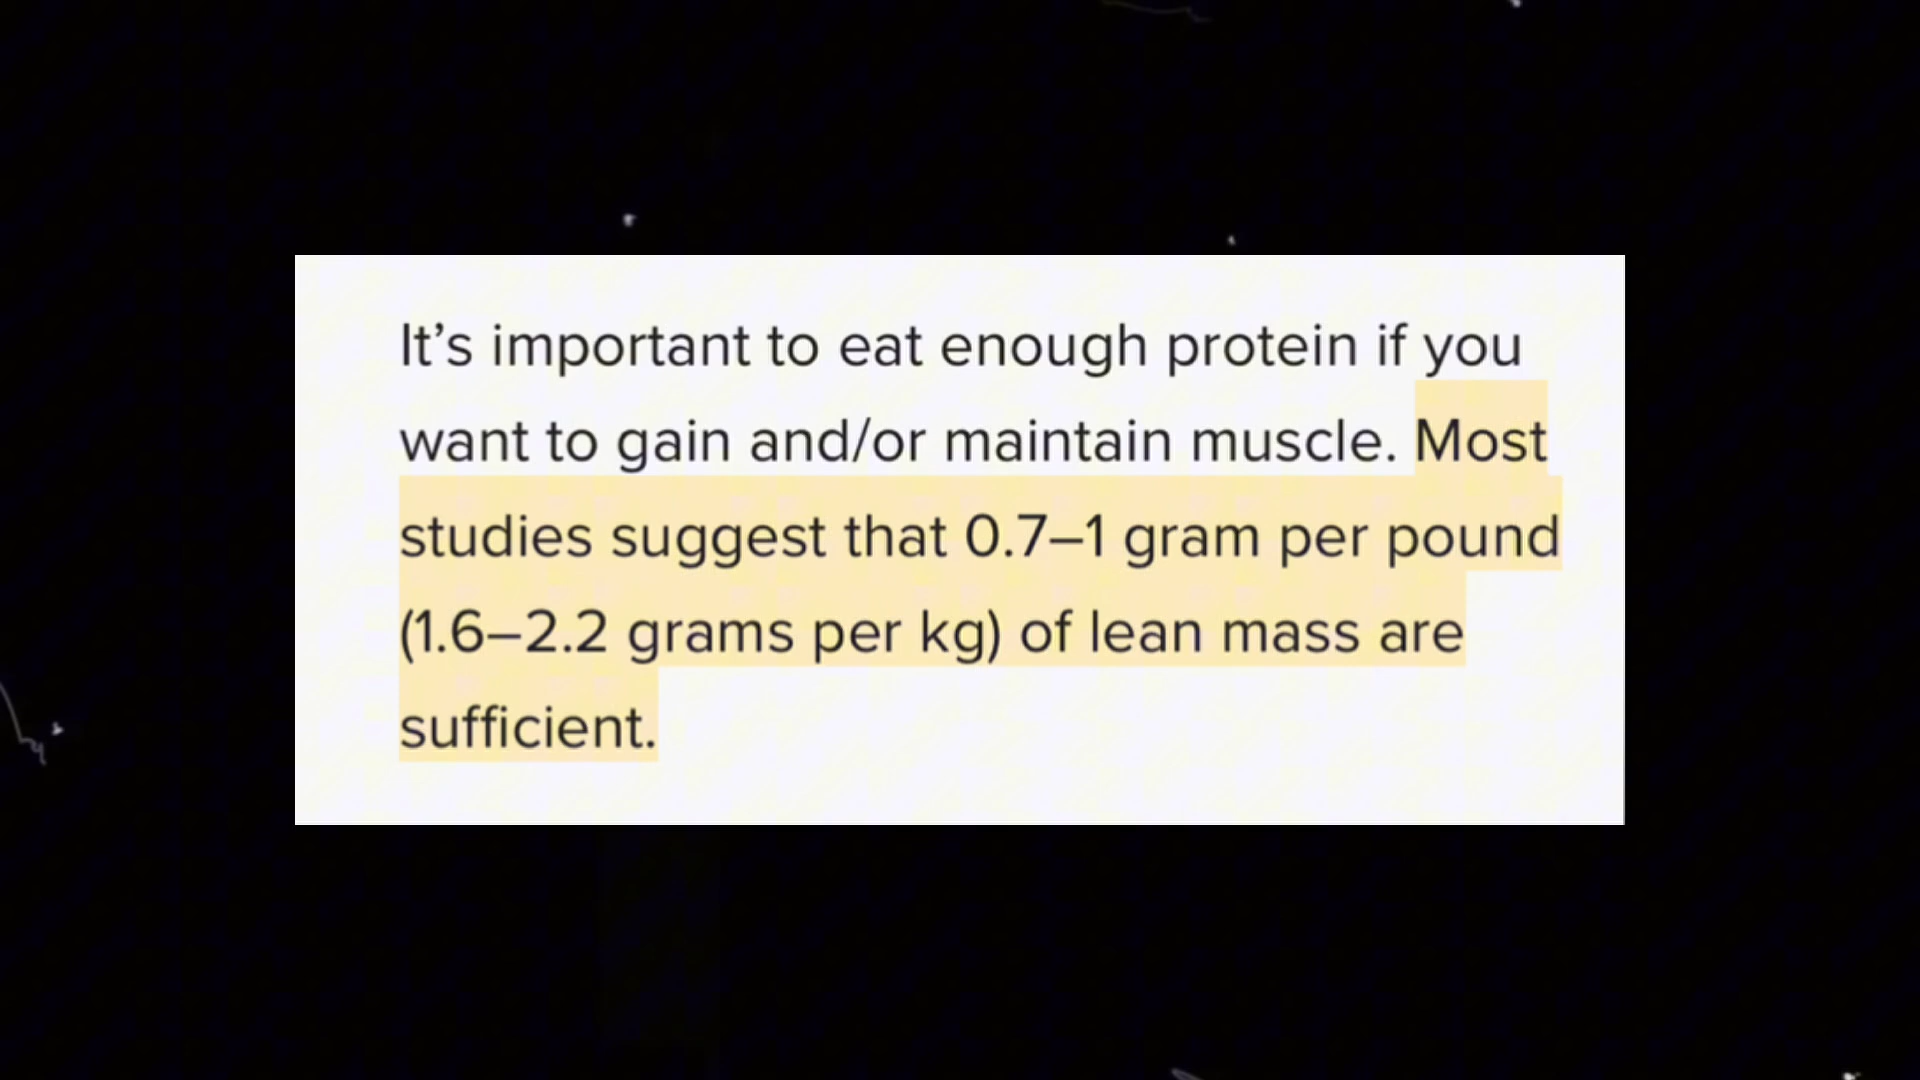 It’s important to eat enough protein if you
want to gain and/or maintain muscle. Most
studies suggest that 0.7–1 gram per pound
(1.6–2.2 grams per kg) of lean mass are
sufficient.